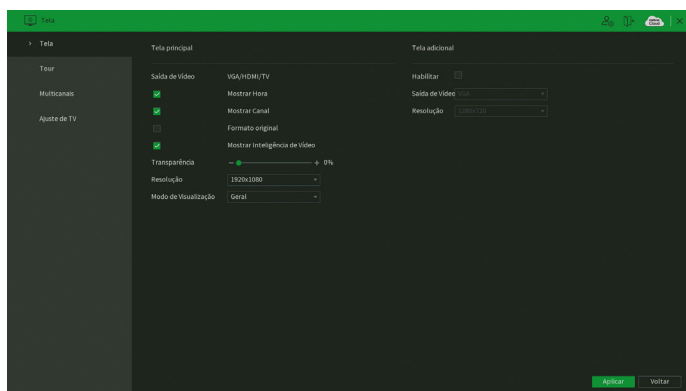 Tela
Tela
Tour
Multicanais
Ajuste de TV
Tela principal
Saída de Vídeo VGA/HDMI/TV
Mostrar Hora
Mostrar Canal
Formato original
Mostrar Inteligência de Vídeo
Transparência 0%
Resolução 1920x1080
Modo de Visualização Geral
Tela adicional
Habilitar
Saída de Vídeo VGA
Resolução 1280x720
Aplicar Voltar